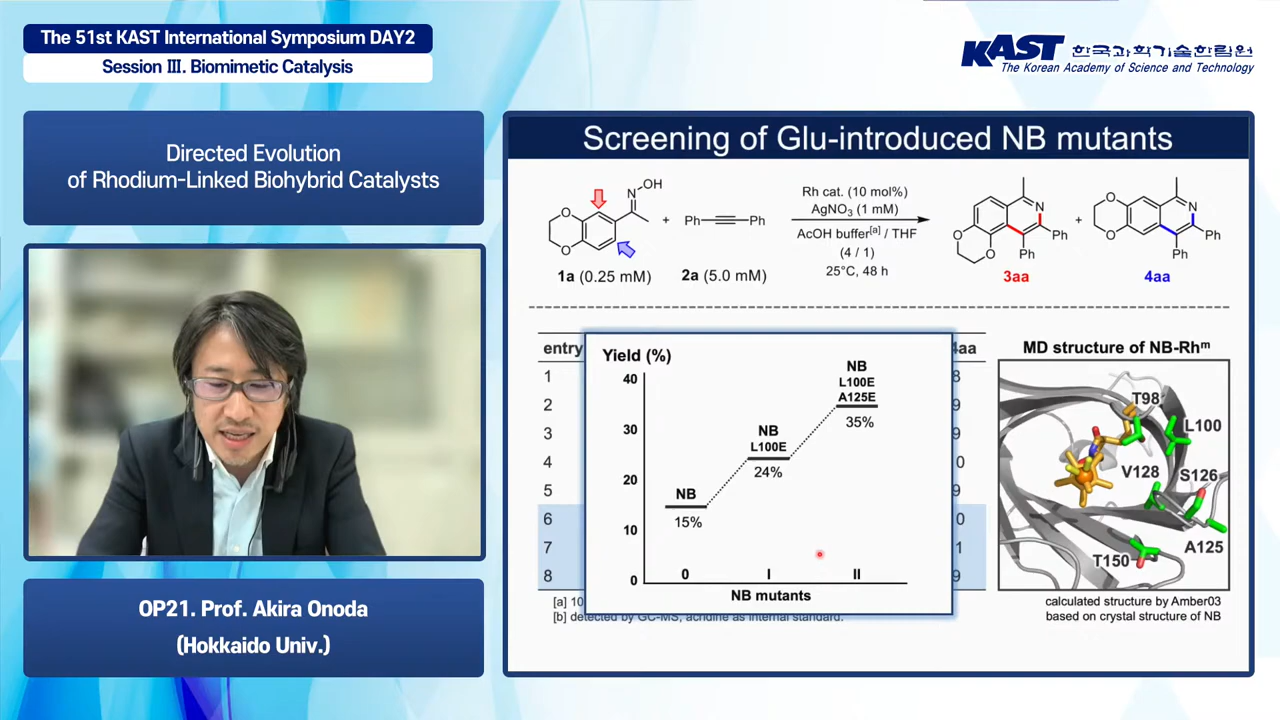 The 51st KAST International Symposium DAY2
Session Ⅲ. Biomimetic Catalysis
KAST 한국과학기술한림원
The Korean Academy of Science and Technology
Directed Evolution
of Rhodium-Linked Biohybrid Catalysts
OP21. Prof. Akira Onoda
(Hokkaido Univ.)
Screening of Glu-introduced NB mutants
N OH
O
O
1a (0.25 mM)
+
Ph Ph
2a (5.0 mM)
Rh cat. (10 mol%)
AgNO3 (1 mM)
AcOH buffer[a] / THF
(4 / 1)
25°C, 48 h
N
O
O
Ph
Ph
3aa
+
N
O
O
Ph
Ph
4aa
entry
1
2
3
4
5
6
7
8
4aa
8
9
9
0
9
0
1
9
Yield (%)
40
30
20
10
0
NB
15%
NB
L100E
24%
NB
L100E
A125E
35%
0 I II
NB mutants
[a] 10
[b] detected by GC-MS, acridine as internal standard.
MD structure of NB-Rhm
T98
L100
V128
S126
A125
T150
calculated structure by Amber03
based on crystal structure of NB